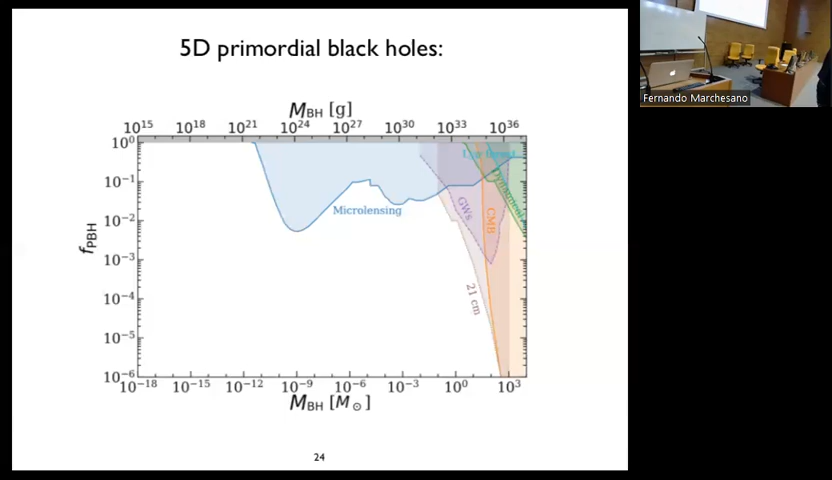 5D primordial black holes:
M_BH [g]
10^15 10^18 10^21 10^24 10^27 10^30 10^33 10^36
10^0
10^-1
10^-2
10^-3
10^-4
10^-5
10^-6
f_PBH
Microlensing
GWs
CMB
21 cm
10^-18 10^-15 10^-12 10^-9 10^-6 10^-3 10^0 10^3
M_BH [M_⊙]
24
Fernando Marchesano